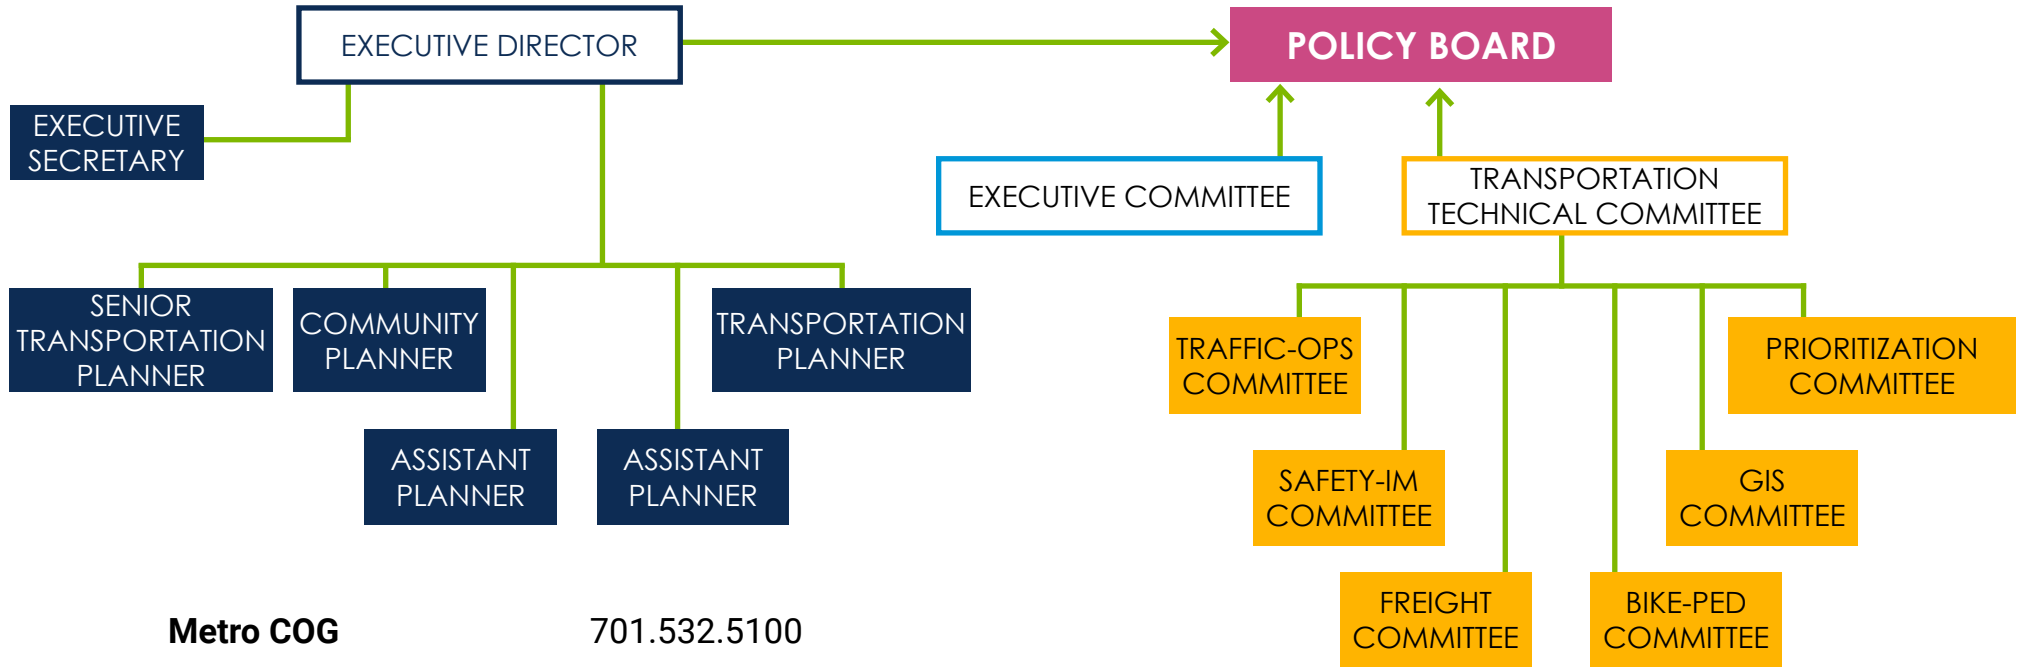 EXECUTIVE DIRECTOR
POLICY BOARD
EXECUTIVE
SECRETARY
EXECUTIVE COMMITTEE
TRANSPORTATION
TECHNICAL COMMITTEE
SENIOR
TRANSPORTATION
PLANNER
COMMUNITY
PLANNER
TRANSPORTATION
PLANNER
ASSISTANT
PLANNER
ASSISTANT
PLANNER
TRAFFIC-OPS
COMMITTEE
PRIORITIZATION
COMMITTEE
SAFETY-IM
COMMITTEE
GIS
COMMITTEE
FREIGHT
COMMITTEE
BIKE-PED
COMMITTEE
Metro COG
701.532.5100